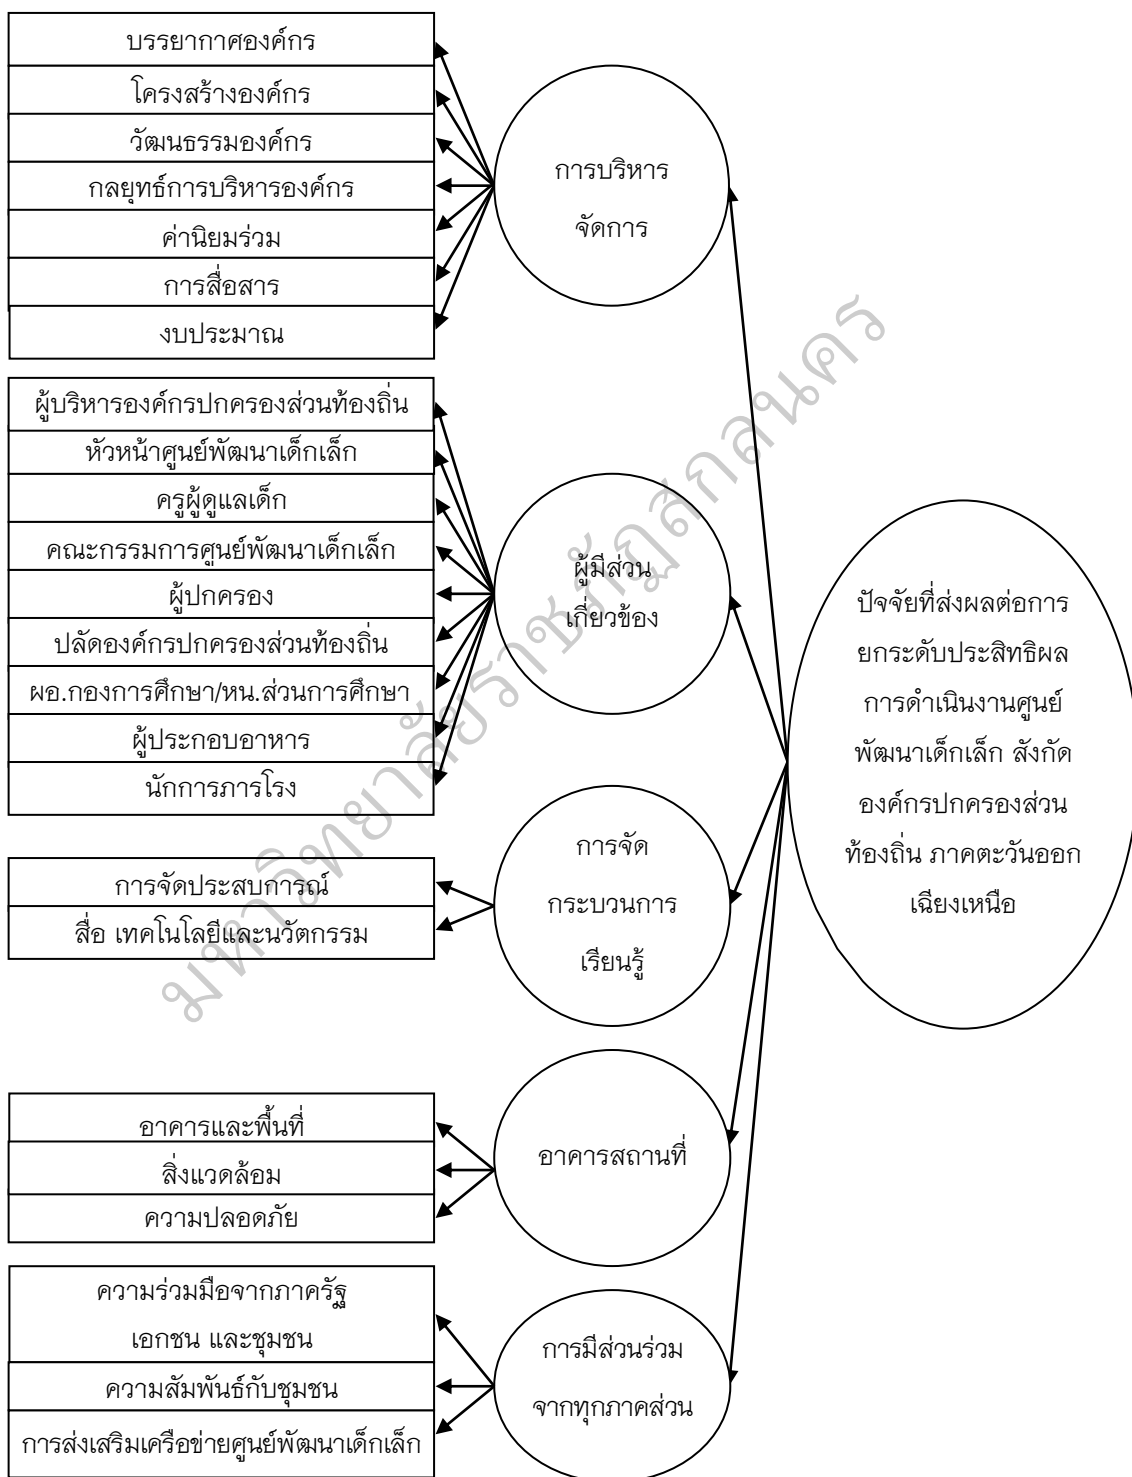 บรรยากาศองค์กร
โครงสร้างองค์กร
วัฒนธรรมองค์กร
กลยุทธ์การบริหารองค์กร
ค่านิยมร่วม
การสื่อสาร
งบประมาณ
การบริหาร
จัดการ
ผู้บริหารองค์กรปกครองส่วนท้องถิ่น
หัวหน้าศูนย์พัฒนาเด็กเล็ก
ครูผู้ดูแลเด็ก
คณะกรรมการศูนย์พัฒนาเด็กเล็ก
ผู้ปกครอง
ปลัดองค์กรปกครองส่วนท้องถิ่น
ผอ.กองการศึกษา/หน.ส่วนการศึกษา
ผู้ประกอบอาหาร
นักการภารโรง
ผู้มีส่วน
เกี่ยวข้อง
การจัดประสบการณ์
สื่อ เทคโนโลยีและนวัตกรรม
การจัด
กระบวนการ
เรียนรู้
อาคารและพื้นที่
สิ่งแวดล้อม
ความปลอดภัย
อาคารสถานที่
ความร่วมมือจากภาครัฐ
เอกชน และชุมชน
ความสัมพันธ์กับชุมชน
การส่งเสริมเครือข่ายศูนย์พัฒนาเด็กเล็ก
การมีส่วนร่วม
จากทุกภาคส่วน
ปัจจัยที่ส่งผลต่อการ
ยกระดับประสิทธิผล
การดำเนินงานศูนย์
พัฒนาเด็กเล็ก สังกัด
องค์กรปกครองส่วน
ท้องถิ่น ภาคตะวันออก
เฉียงเหนือ
มหาวิทยาลัยราชภัฏสกลนคร